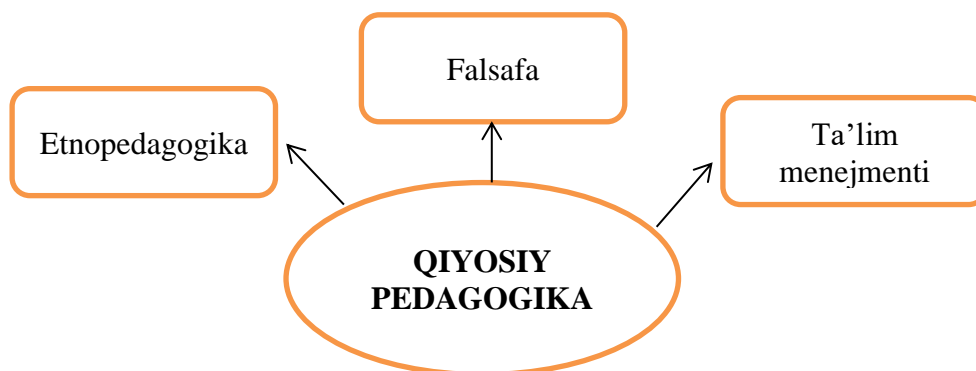 Falsafa
Etnopedagogika
Ta’lim
menejmenti
QIYOSIY
PEDAGOGIKA